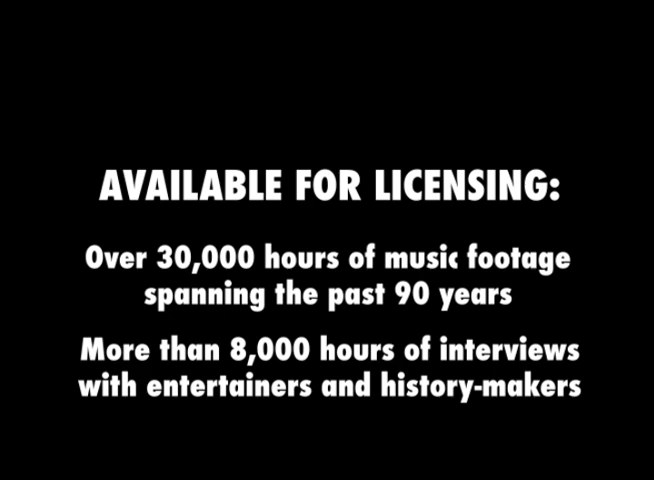 AVAILABLE FOR LICENSING:
Over 30,000 hours of music footage
spanning the past 90 years
More than 8,000 hours of interviews
with entertainers and history-makers